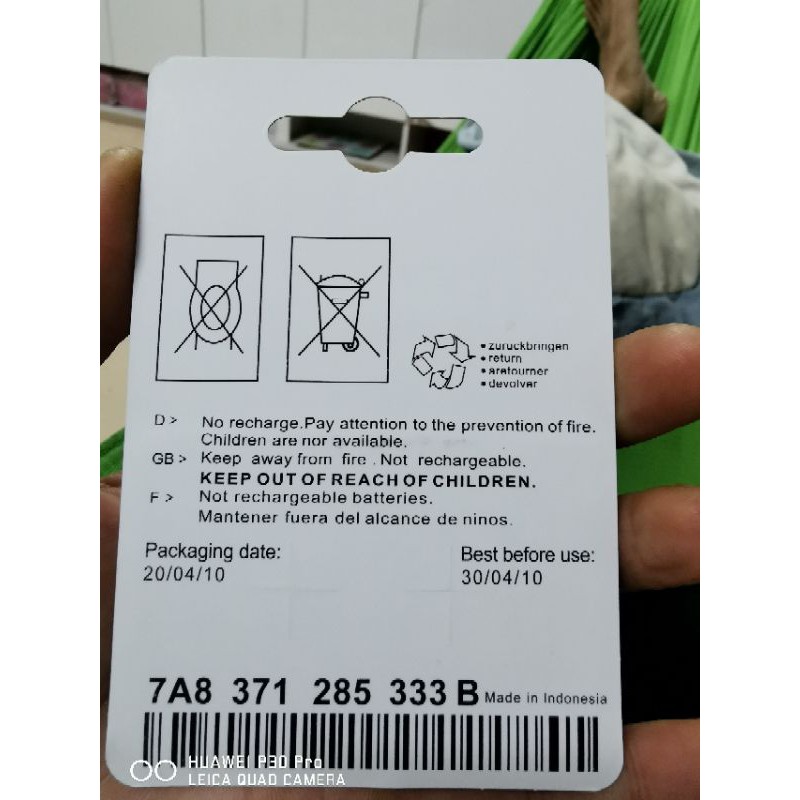 • zuruckbringen
• return
• aretourner
• devolver
D > No recharge.Pay attention to the prevention of fire.
Children are nor available.
GB > Keep away from fire . Not rechargeable.
KEEP OUT OF REACH OF CHILDREN.
F > Not rechargeable batteries.
Mantener fuera del alcance de ninos.
Packaging date: Best before use:
20/04/10 30/04/10
7A8 371 285 333 B Made in Indonesia
HUAWEI P30 Pro
LEICA QUAD CAMERA